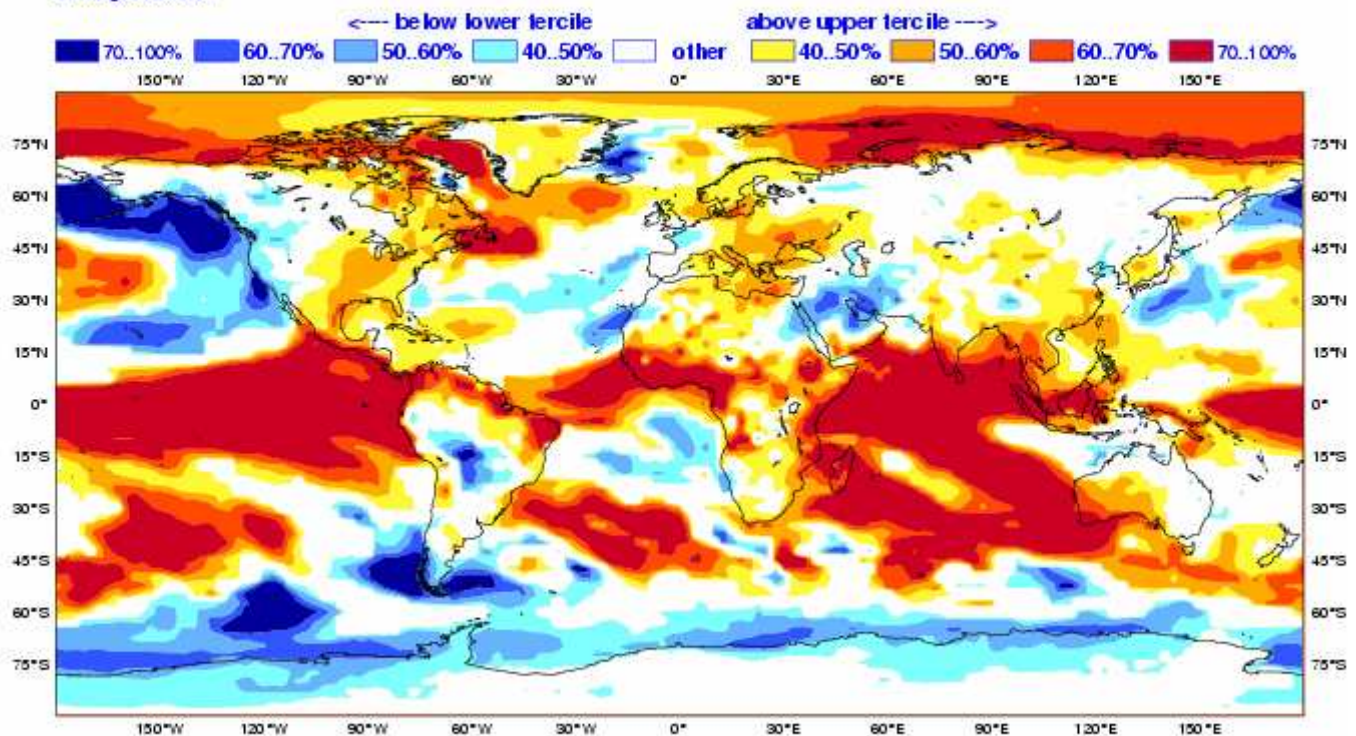 <---- below lower tercile above upper tercile ---->
70..100% 60..70% 50..60% 40..50% other 40..50% 50..60% 60..70% 70..100%
150°W 120°W 90°W 60°W 30°W 0° 30°E 60°E 90°E 120°E 150°E
75°N 75°N
60°N 60°N
45°N 45°N
30°N 30°N
15°N 15°N
0° 0°
15°S 15°S
30°S 30°S
45°S 45°S
60°S 60°S
75°S 75°S
150°W 120°W 90°W 60°W 30°W 0° 30°E 60°E 90°E 120°E 150°E